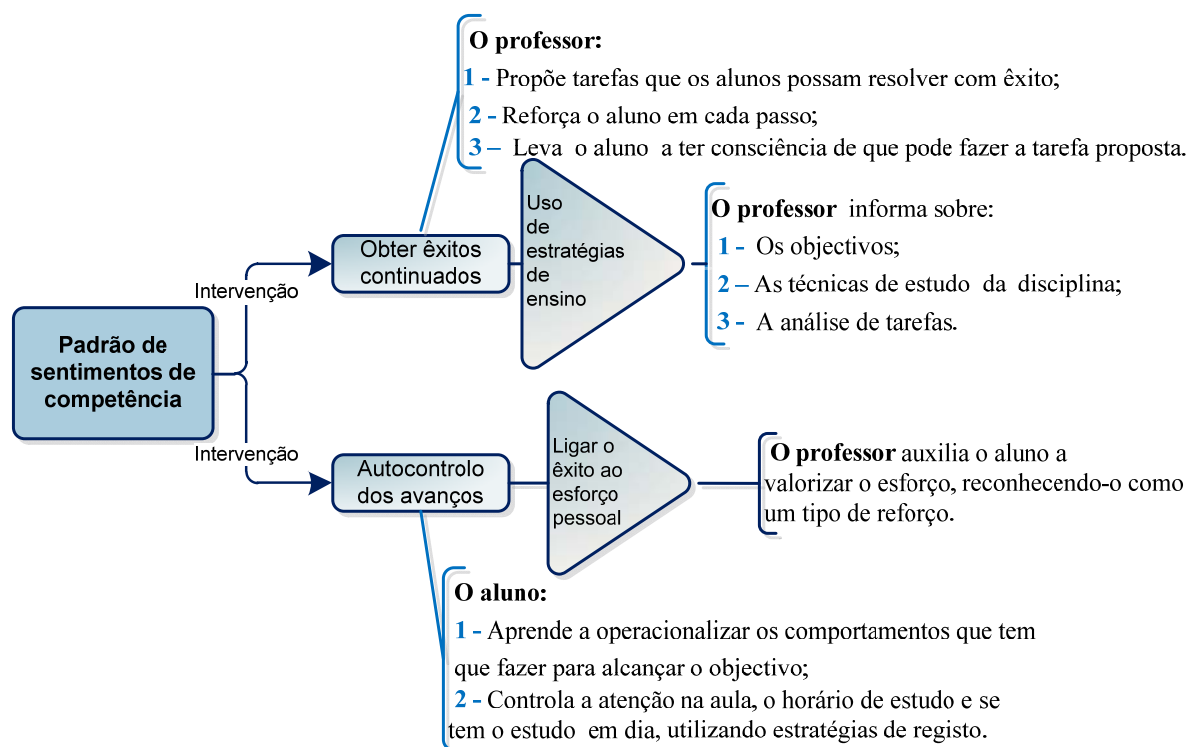 O professor:
1 - Propõe tarefas que os alunos possam resolver com êxito;
2 - Reforça o aluno em cada passo;
3 – Leva o aluno a ter consciência de que pode fazer a tarefa proposta.
Uso
de
estratégias
de
ensino
O professor informa sobre:
1 - Os objectivos;
2 – As técnicas de estudo da disciplina;
3 - A análise de tarefas.
Obter êxitos
continuados
Intervenção
Padrão de
sentimentos de
competência
Intervenção
Autocontrolo
dos avanços
Ligar o
êxito ao
esforço
pessoal
O professor auxilia o aluno a
valorizar o esforço, reconhecendo-o como
um tipo de reforço.
O aluno:
1 - Aprende a operacionalizar os comportamentos que tem
que fazer para alcançar o objectivo;
2 - Controla a atenção na aula, o horário de estudo e se
tem o estudo em dia, utilizando estratégias de registo.